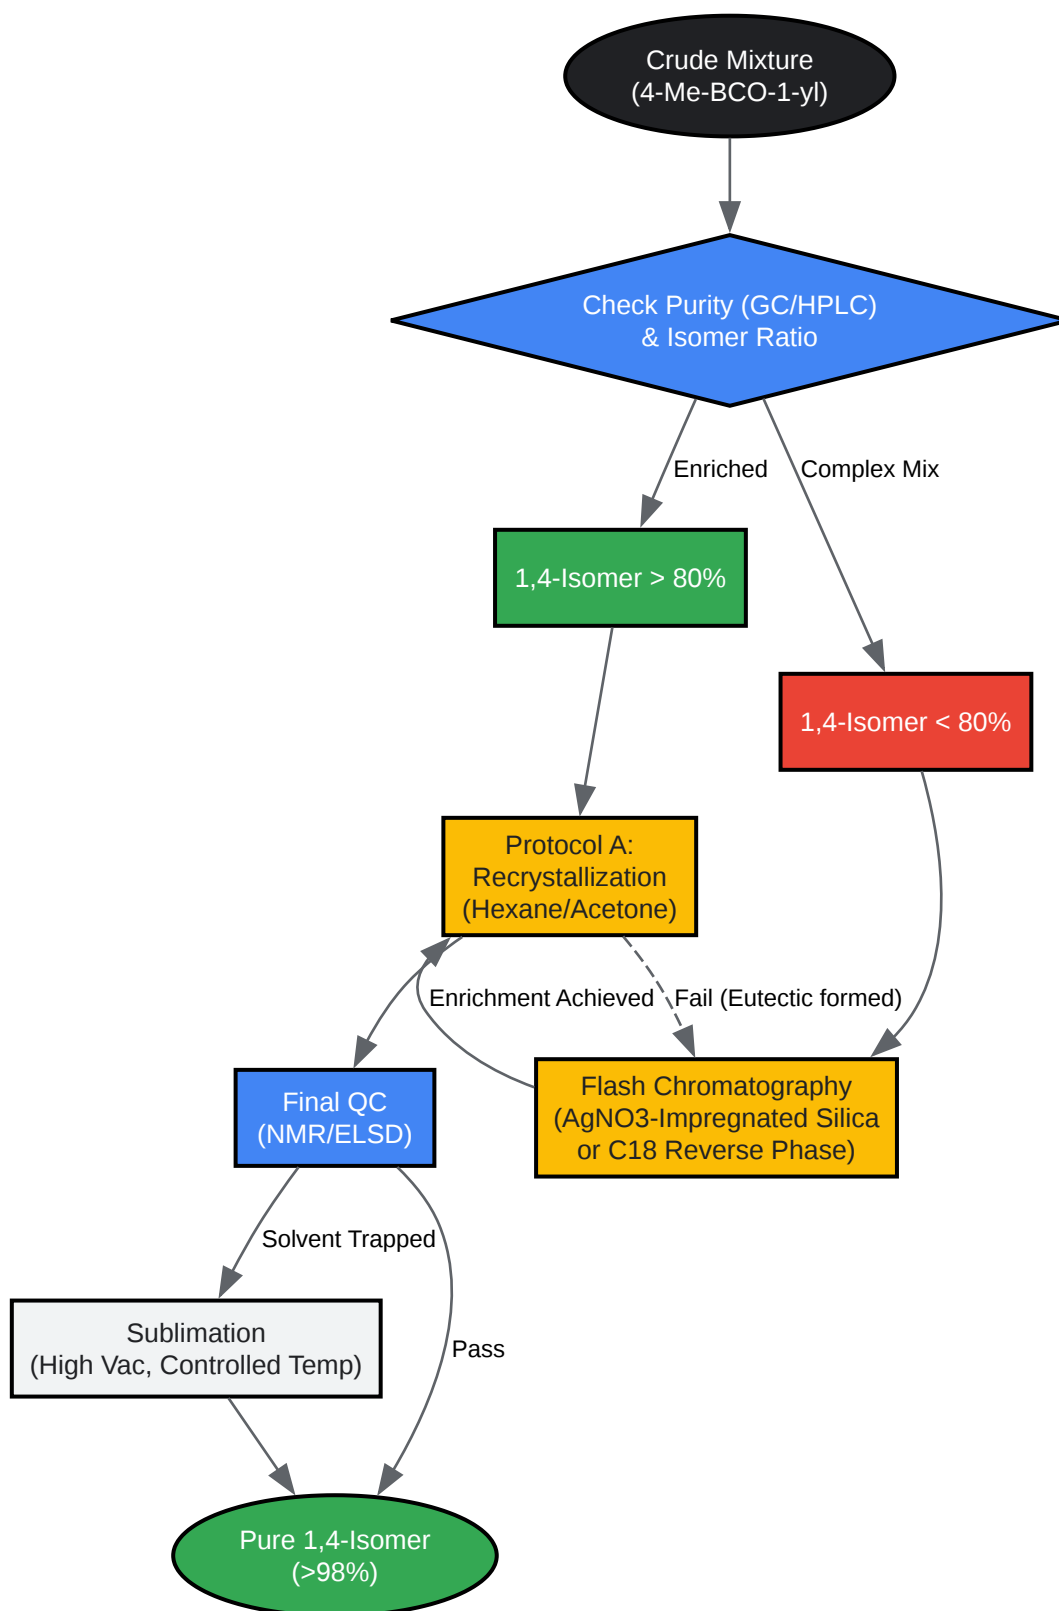 Crude Mixture
(4-Me-BCO-1-yl)
Check Purity (GC/HPLC)
& Isomer Ratio
Enriched
Complex Mix
1,4-Isomer > 80%
1,4-Isomer < 80%
Protocol A:
Recrystallization
(Hexane/Acetone)
Enrichment Achieved
Fail (Eutectic formed)
Flash Chromatography
(AgNO3-Impregnated Silica
or C18 Reverse Phase)
Final QC
(NMR/ELSD)
Solvent Trapped
Pass
Sublimation
(High Vac, Controlled Temp)
Pure 1,4-Isomer
(>98%)